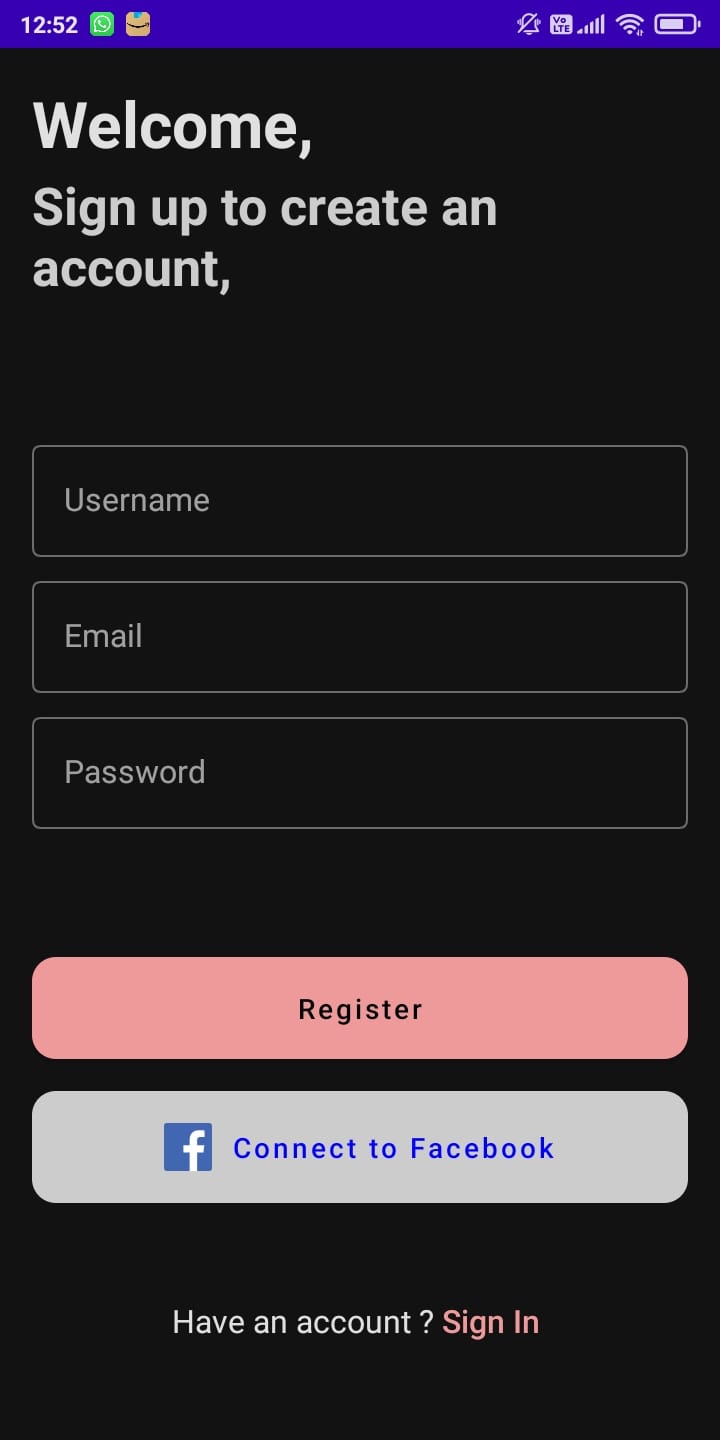 12:52
Vo
LTE
Welcome,
Sign up to create an
account,
Username
Email
Password
Register
f Connect to Facebook
Have an account ? Sign In